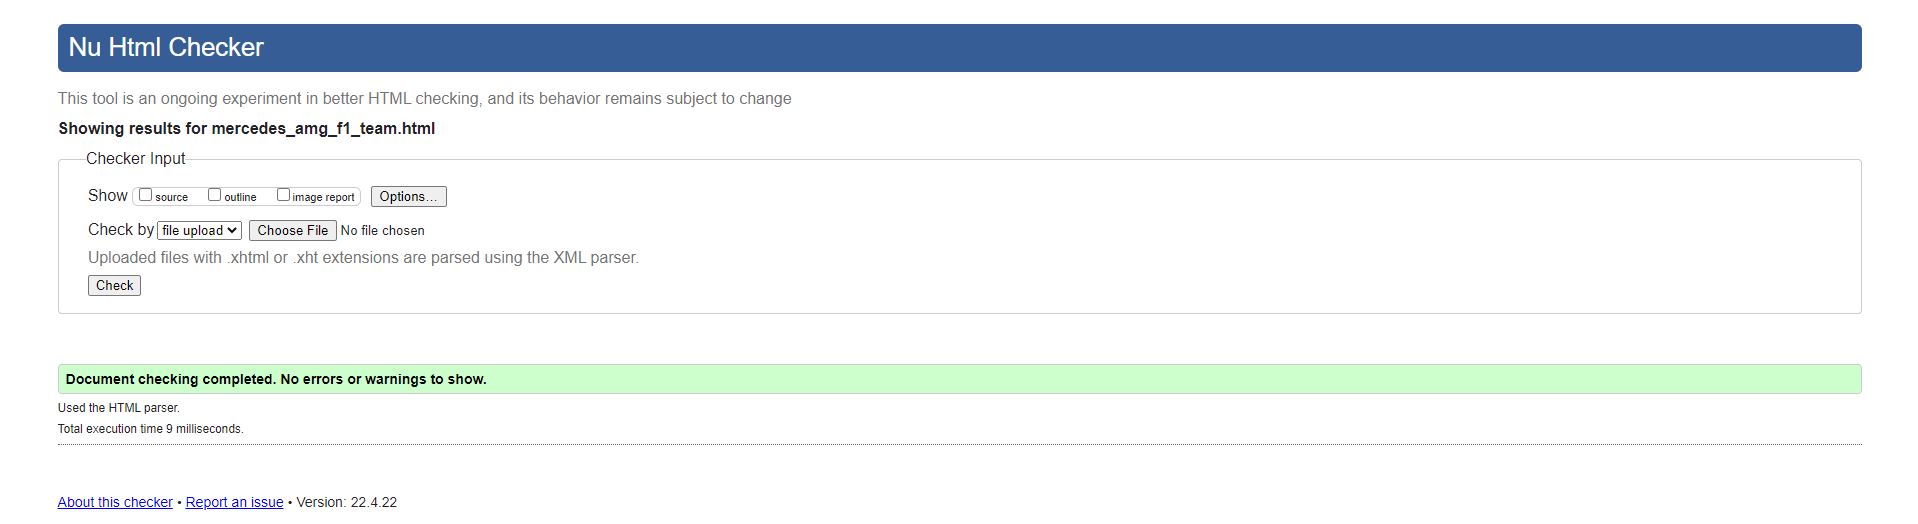 Nu Html Checker
This tool is an ongoing experiment in better HTML checking, and its behavior remains subject to change
Showing results for mercedes_amg_f1_team.html
Checker Input
Show source outline image report Options...
Check by file upload Choose File No file chosen
Uploaded files with .xhtml or .xht extensions are parsed using the XML parser.
Check
Document checking completed. No errors or warnings to show.
Used the HTML parser.
Total execution time 9 milliseconds.
About this checker • Report an issue • Version: 22.4.22